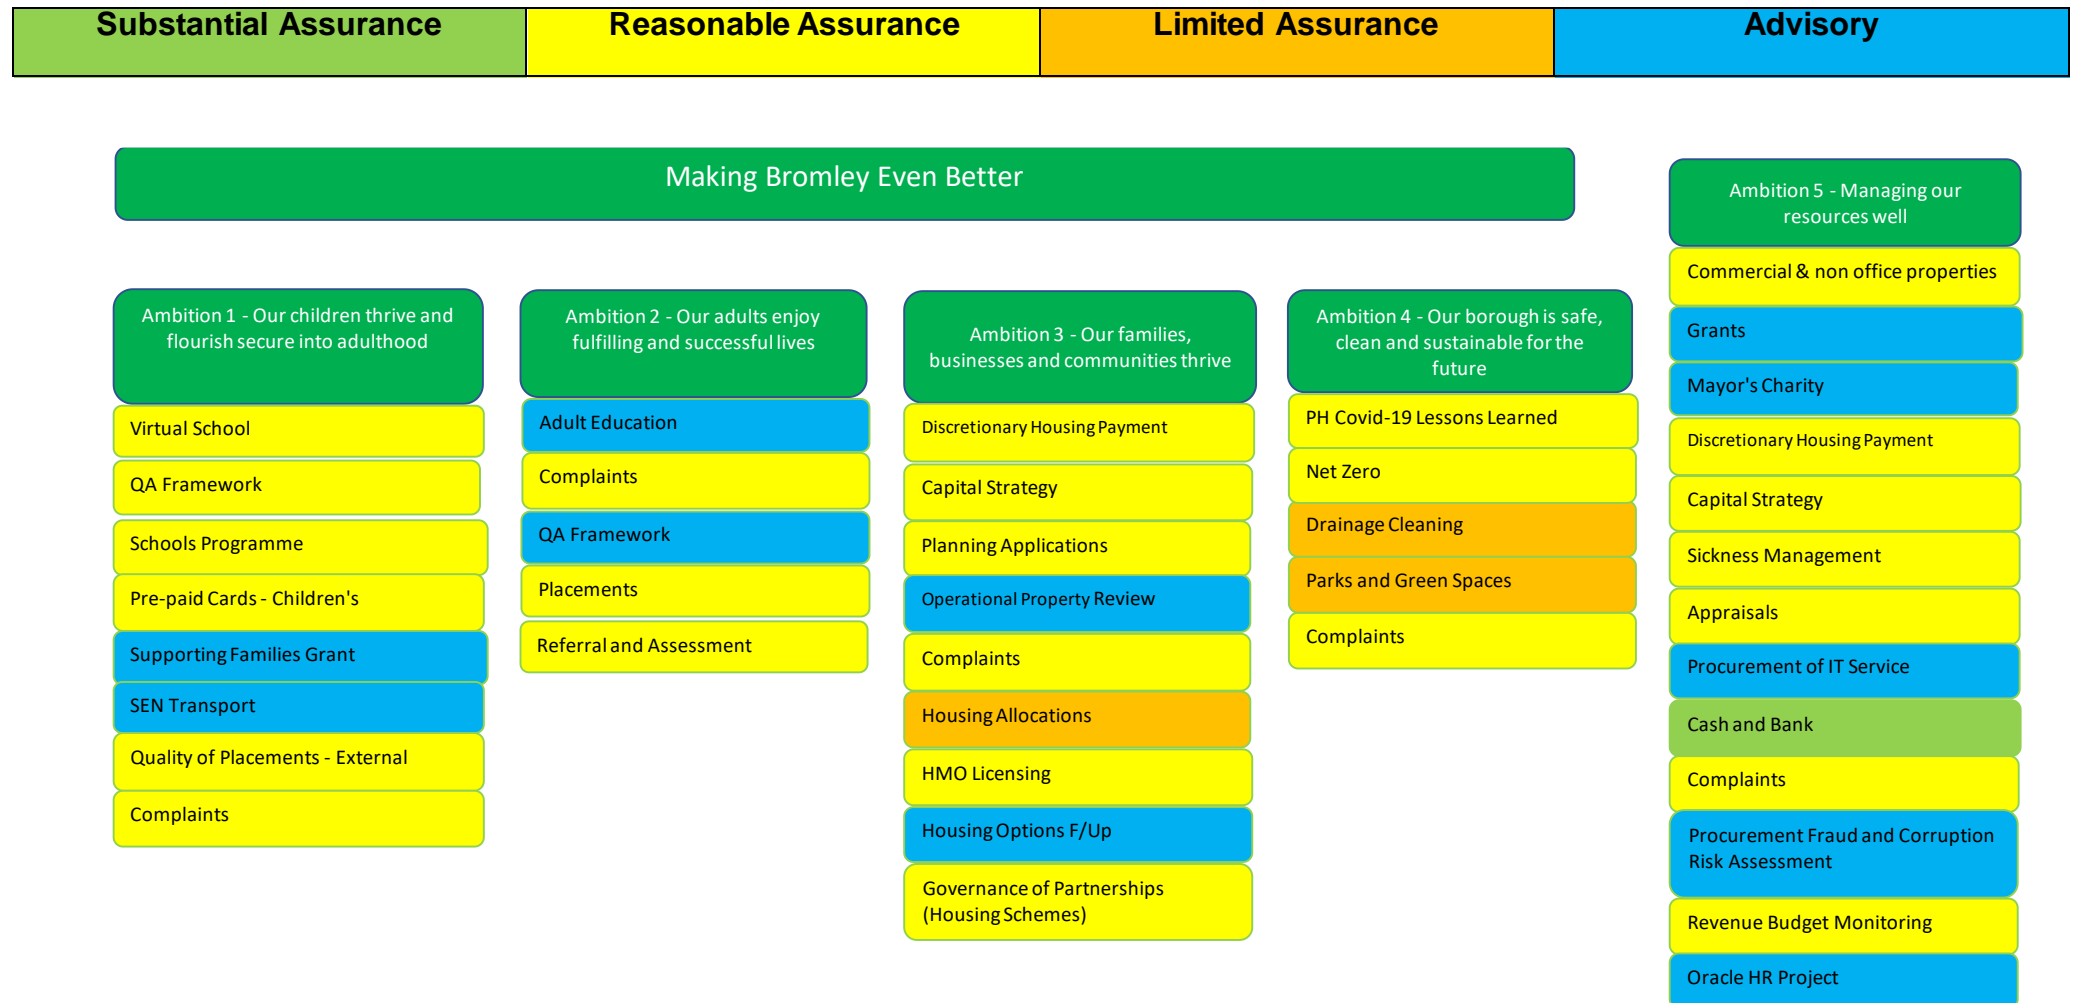 Substantial Assurance
Reasonable Assurance
Limited Assurance
Advisory
Making Bromley Even Better
Ambition 1 - Our children thrive and
flourish secure into adulthood
Virtual School
QA Framework
Schools Programme
Pre-paid Cards - Children's
Supporting Families Grant
SEN Transport
Quality of Placements - External
Complaints
Ambition 2 - Our adults enjoy
fulfilling and successful lives
Adult Education
Complaints
QA Framework
Placements
Referral and Assessment
Ambition 3 - Our families,
businesses and communities thrive
Discretionary Housing Payment
Capital Strategy
Planning Applications
Operational Property Review
Complaints
Housing Allocations
HMO Licensing
Housing Options F/Up
Governance of Partnerships
(Housing Schemes)
Ambition 4 - Our borough is safe,
clean and sustainable for the
future
PH Covid-19 Lessons Learned
Net Zero
Drainage Cleaning
Parks and Green Spaces
Complaints
Ambition 5 - Managing our
resources well
Commercial & non office properties
Grants
Mayor's Charity
Discretionary Housing Payment
Capital Strategy
Sickness Management
Appraisals
Procurement of IT Service
Cash and Bank
Complaints
Procurement Fraud and Corruption
Risk Assessment
Revenue Budget Monitoring
Oracle HR Project